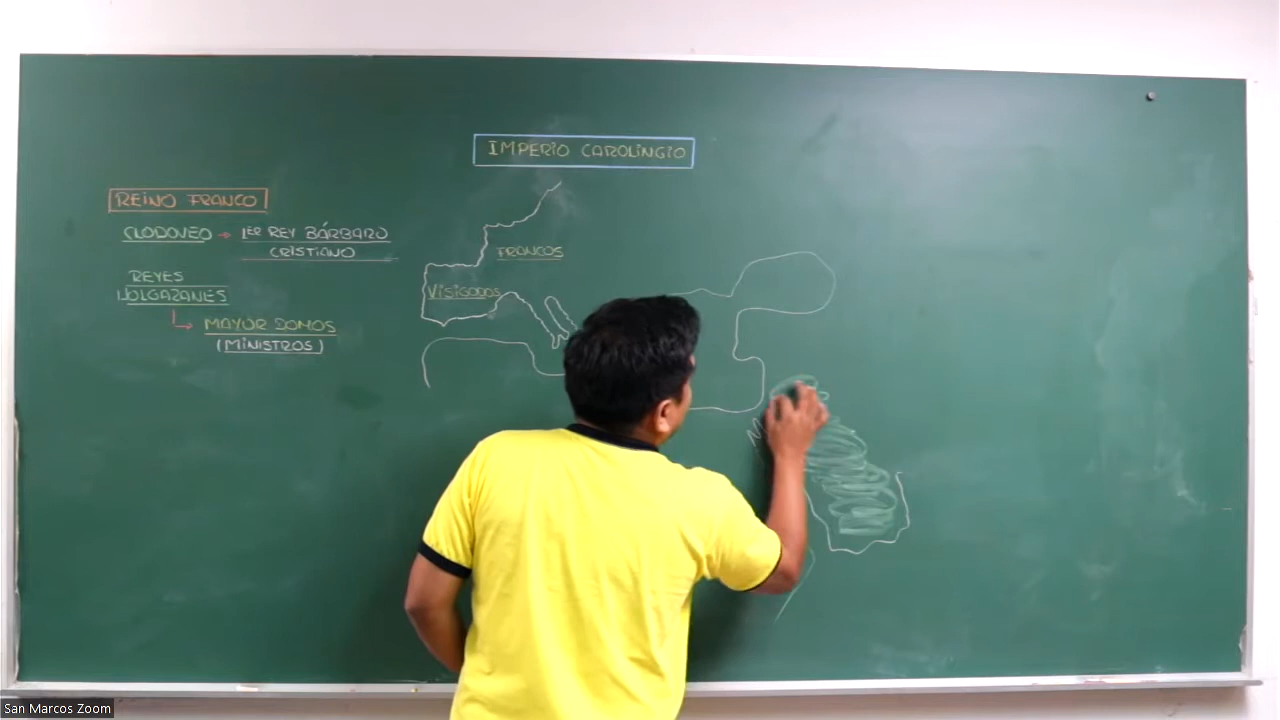 IMPERIO CAROLINGIO
REINO FRANCO
CLODOVEO → 1ER REY BÁRBARO
CRISTIANO
REYES
HOLGAZANES
MAYOR DOMOS
(MINISTROS)
FRANCOS
VISIGODOS
San Marcos Zoom